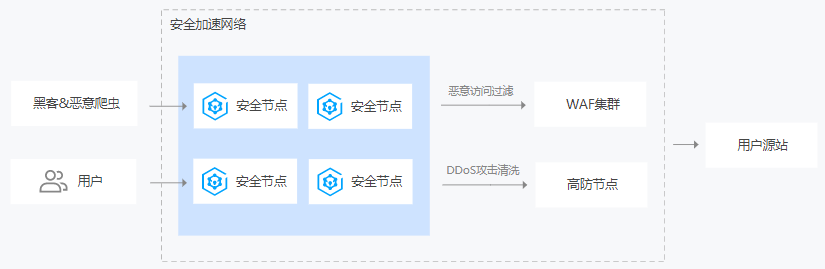 安全加速网络
黑客&恶意爬虫
安全节点
安全节点
恶意访问过滤
WAF集群
用户源站
用户
安全节点
安全节点
DDoS攻击清洗
高防节点